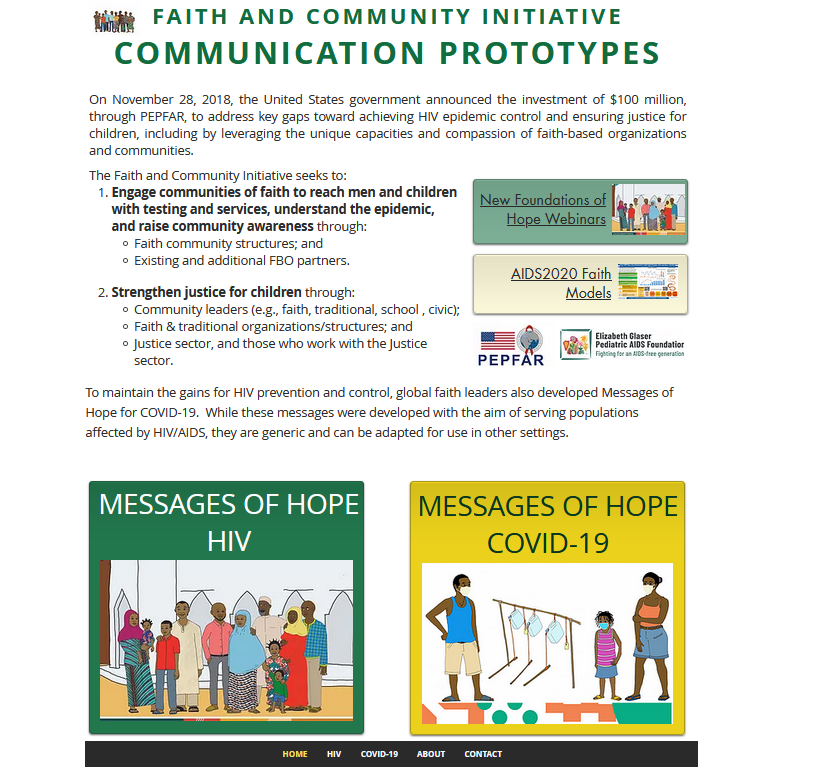 FAITH AND COMMUNITY INITIATIVE
COMMUNICATION PROTOTYPES
On November 28, 2018, the United States government announced the investment of $100 million,
through PEPFAR, to address key gaps toward achieving HIV epidemic control and ensuring justice for
children, including by leveraging the unique capacities and compassion of faith-based organizations
and communities.
The Faith and Community Initiative seeks to:
1. Engage communities of faith to reach men and children
with testing and services, understand the epidemic,
and raise community awareness through:
Faith community structures; and
Existing and additional FBO partners.
2. Strengthen justice for children through:
Community leaders (e.g., faith, traditional, school , civic);
Faith & traditional organizations/structures; and
Justice sector, and those who work with the Justice
sector.
New Foundations of
Hope Webinars
AIDS2020 Faith
Models
PEPFAR
Elizabeth Glaser
Pediatric AIDS Foundation
Fighting for an AIDS-free generation
To maintain the gains for HIV prevention and control, global faith leaders also developed Messages of
Hope for COVID-19.  While these messages were developed with the aim of serving populations
affected by HIV/AIDS, they are generic and can be adapted for use in other settings.
MESSAGES OF HOPE
HIV
MESSAGES OF HOPE
COVID-19
HOME HIV COVID-19 ABOUT CONTACT